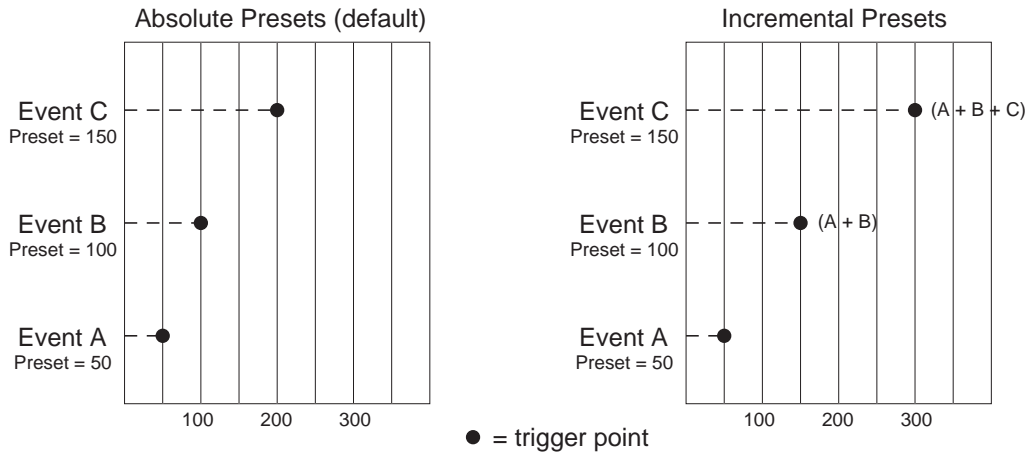 Absolute Presets (default)
Event C
Preset = 150
Event B
Preset = 100
Event A
Preset = 50
100 200 300
Incremental Presets
Event C
Preset = 150
(A + B + C)
Event B
Preset = 100
(A + B)
Event A
Preset = 50
100 200 300
= trigger point